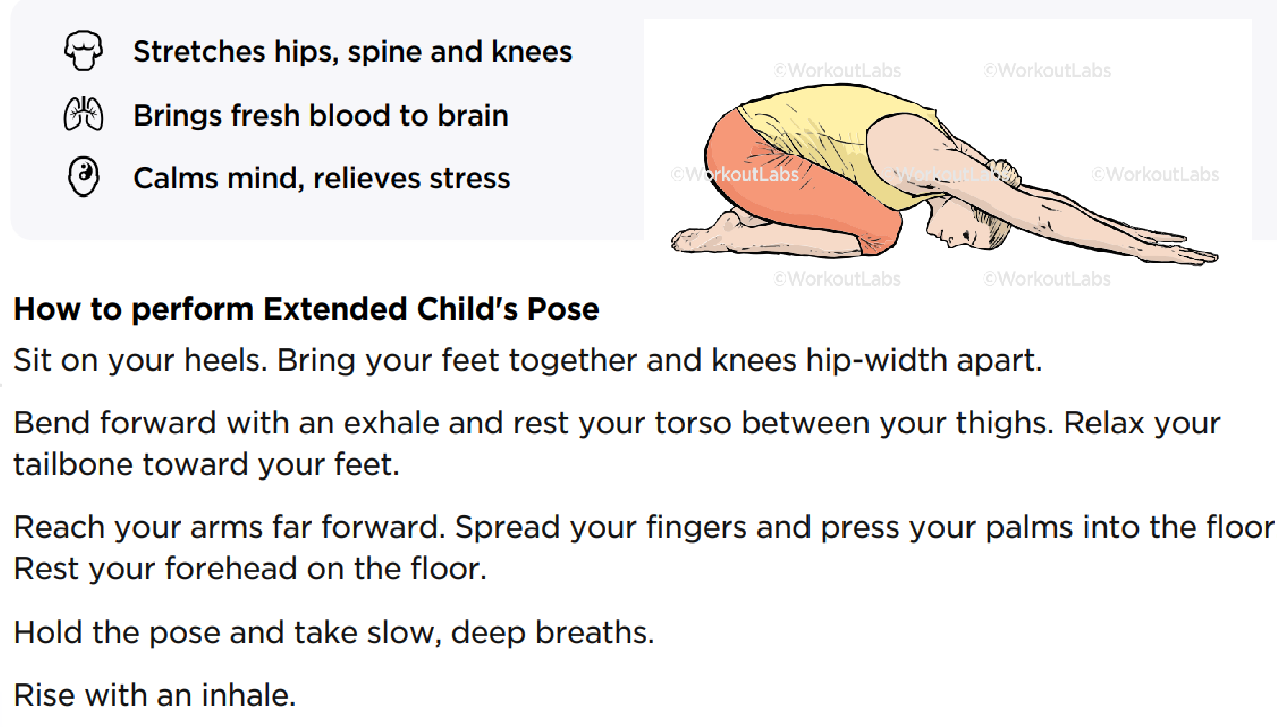 Stretches hips, spine and knees
Brings fresh blood to brain
Calms mind, relieves stress
©WorkoutLabs ©WorkoutLabs
©WorkoutLabs ©WorkoutLabs ©WorkoutLabs
©WorkoutLabs ©WorkoutLabs
How to perform Extended Child's Pose
Sit on your heels. Bring your feet together and knees hip-width apart.
Bend forward with an exhale and rest your torso between your thighs. Relax your
tailbone toward your feet.
Reach your arms far forward. Spread your fingers and press your palms into the floor
Rest your forehead on the floor.
Hold the pose and take slow, deep breaths.
Rise with an inhale.